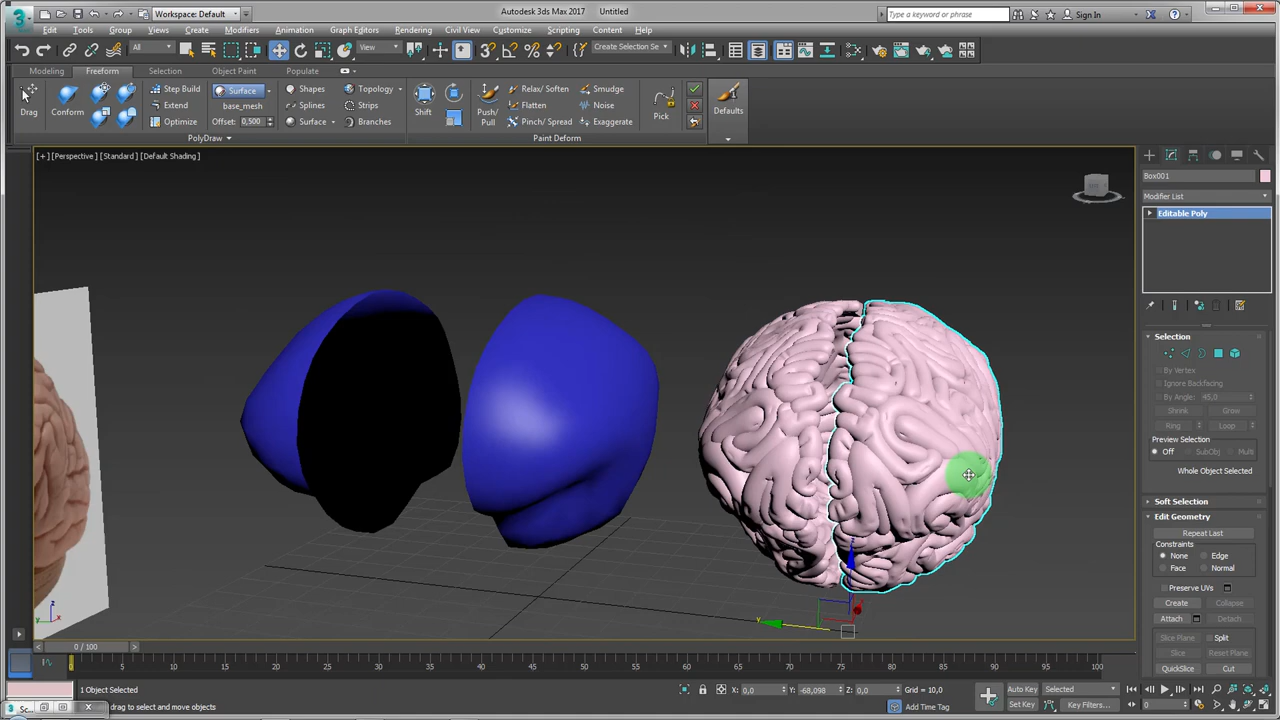 Autodesk 3ds Max 2017 Untitled
Workspace: Default
Type a keyword or phrase
Sign In
Edit Tools Group Views Create Modifiers Animation Graph Editors Rendering Civil View Customize Scripting Content Help
All
View
Create Selection Se
Modeling Freeform Selection Object Paint Populate
Drag
Conform
Step Build
Extend
Optimize
Surface
base_mesh
Offset: 0,500
Shapes
Splines
Surface
Topology
Strips
Branches
Shift
Push/
Pull
Relax/ Soften
Flatten
Pinch/ Spread
Smudge
Noise
Exaggerate
Pick
Defaults
PolyDraw
Paint Deform
[+] [Perspective] [Standard] [Default Shading]
Box001
Modifier List
Editable Poly
Selection
By Vertex
Ignore Backfacing
By Angle: 45,0
Shrink Grow
Ring Loop
Preview Selection
Off SubObj Multi
Whole Object Selected
Soft Selection
Edit Geometry
Repeat Last
Constraints
None Edge
Face Normal
Preserve UVs
Create Collapse
Attach Detach
Slice Plane Split
Slice Reset Plane
QuickSlice Cut
z
x
y
y
0 / 100
0 5 10 15 20 25 30 35 40 45 50 55 60 65 70 75 80 85 90 95 100
1 Object Selected
X: 0,0 Y: -68,098 Z: 0,0 Grid = 10,0
Auto Key Selected
Sc...
drag to select and move objects
Add Time Tag
Set Key Key Filters...
0